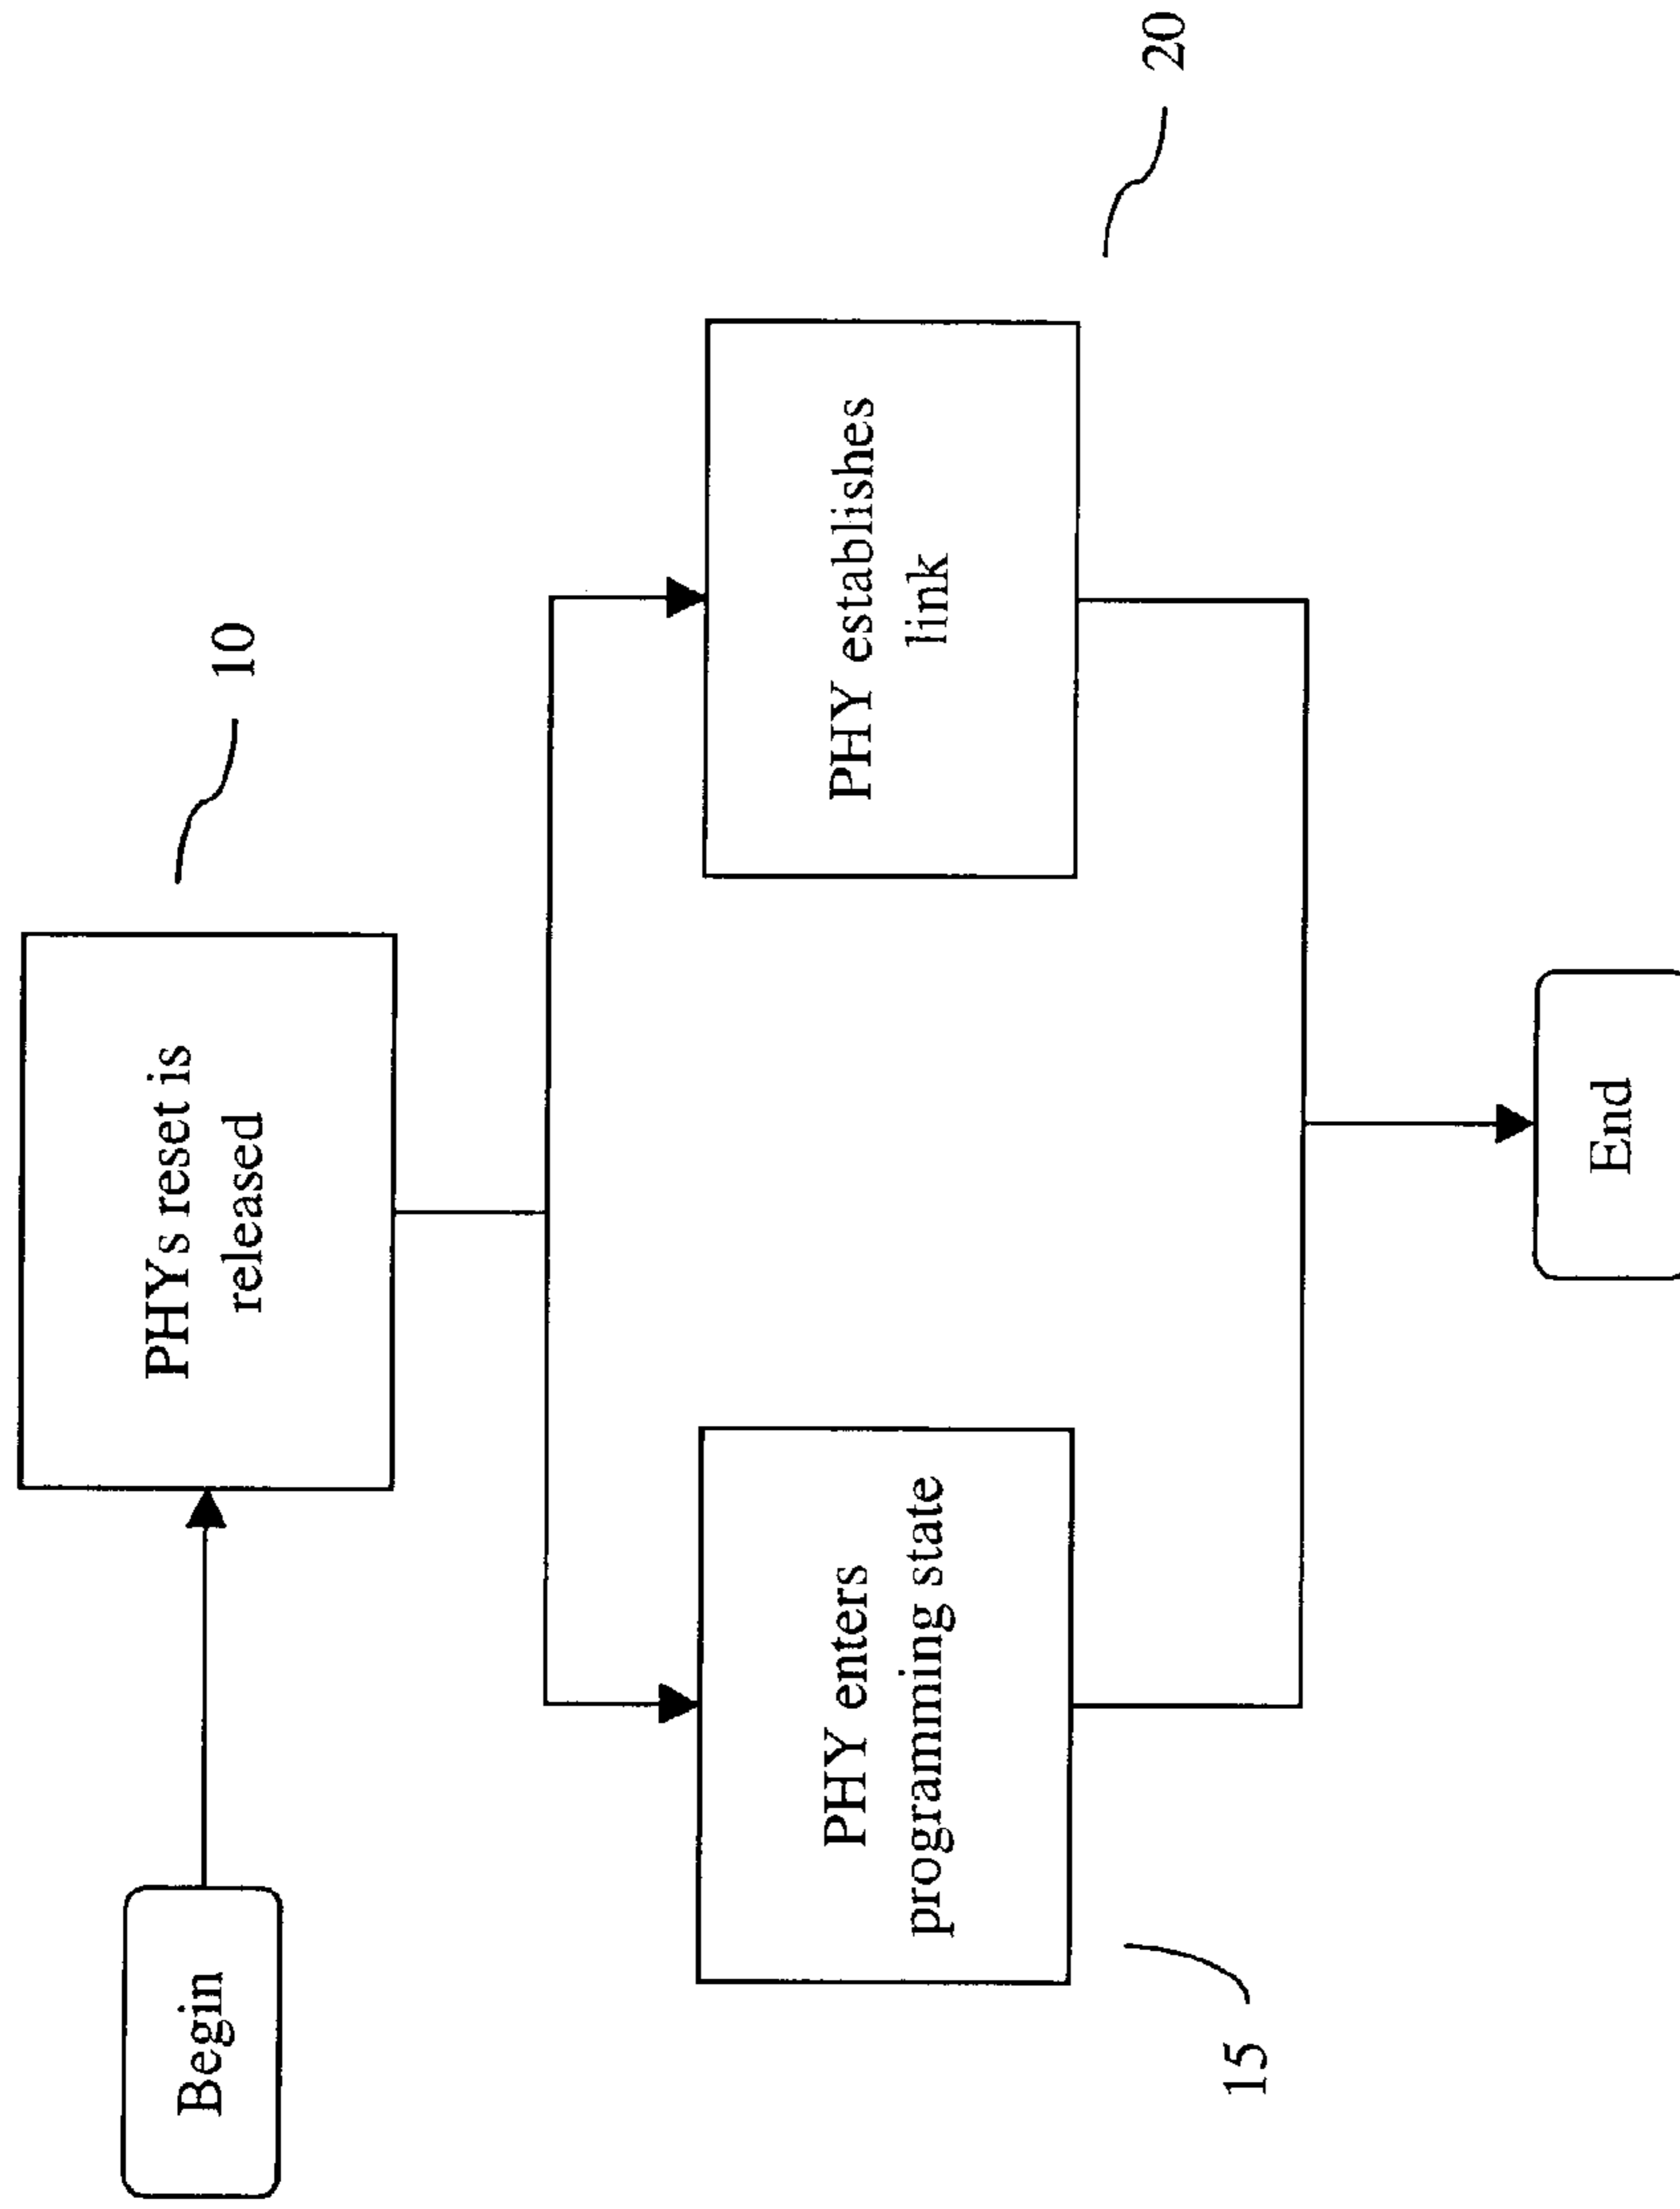 Begin
PHYs reset is
released
10
PHY enters
programming state
15
PHY establishes
link
20
End